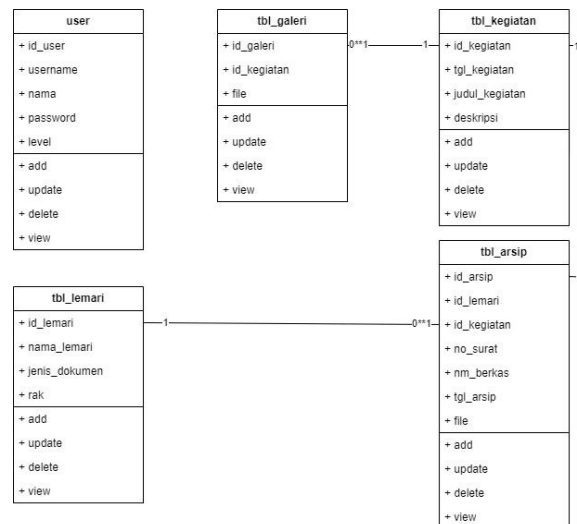 user
+ id_user
+ username
+ nama
+ password
+ level
+ add
+ update
+ delete
+ view
tbl_galeri
+ id_galeri
+ id_kegiatan
+ file
+ add
+ update
+ delete
+ view
0**1
1
tbl_kegiatan
+ id_kegiatan
+ tgl_kegiatan
+ judul_kegiatan
+ deskripsi
+ add
+ update
+ delete
+ view
1
tbl_lemari
+ id_lemari
+ nama_lemari
+ jenis_dokumen
+ rak
+ add
+ update
+ delete
+ view
1
0**1
tbl_arsip
+ id_arsip
+ id_lemari
+ id_kegiatan
+ no_surat
+ nm_berkas
+ tgl_arsip
+ file
+ add
+ update
+ delete
+ view